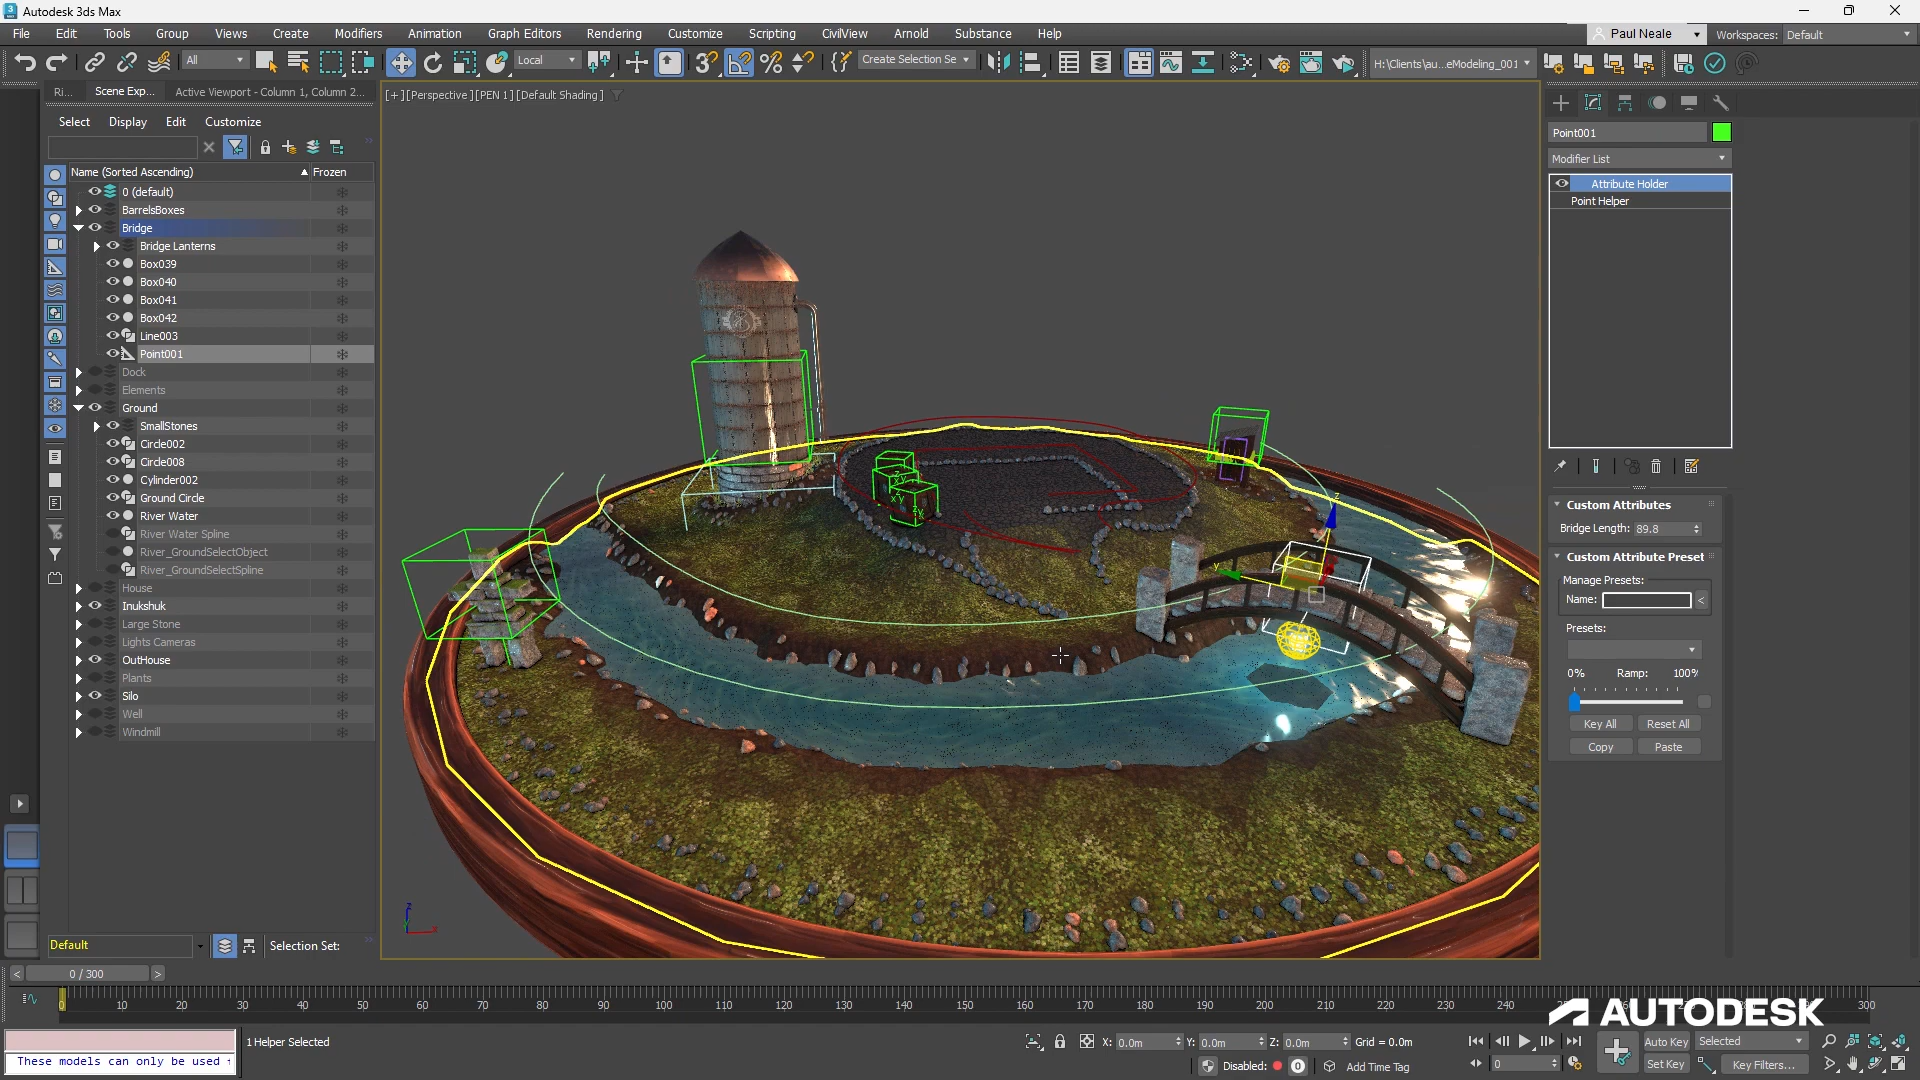 Autodesk 3ds Max
File Edit Tools Group Views Create Modifiers Animation Graph Editors Rendering Customize Scripting CivilView Arnold Substance Help
Paul Neale
Workspaces: Default
All
Local
Create Selection Se
H:\Clients\au...eModeling_001
Ri... Scene Exp... Active Viewport - Column 1, Column 2...
[+][Perspective][PEN 1][Default Shading]
Select Display Edit Customize
Name (Sorted Ascending) Frozen
0 (default)
BarrelsBoxes
Bridge
Bridge Lanterns
Box039
Box040
Box041
Box042
Line003
Point001
Dock
Elements
Ground
SmallStones
Circle002
Circle008
Cylinder002
Ground Circle
River Water
River Water Spline
River_GroundSelectObject
River_GroundSelectSpline
House
Inukshuk
Large Stone
Lights Cameras
OutHouse
Plants
Silo
Well
Windmill
Default
Selection Set:
Point001
Modifier List
Attribute Holder
Point Helper
Custom Attributes
Bridge Length: 89.8
Custom Attribute Preset
Manage Presets:
Name: <
Presets:
0% Ramp: 100%
Key All Reset All
Copy Paste
< 0 / 300 >
0 10 20 30 40 50 60 70 80 90 100 110 120 130 140 150 160 170 180 190 200 210 220 230 240 300
AUTODESK
These models can only be used
1 Helper Selected
X: 0.0m Y: 0.0m Z: 0.0m Grid = 0.0m
Disabled: 0
Add Time Tag
0
Auto Key Selected
Set Key Key Filters...